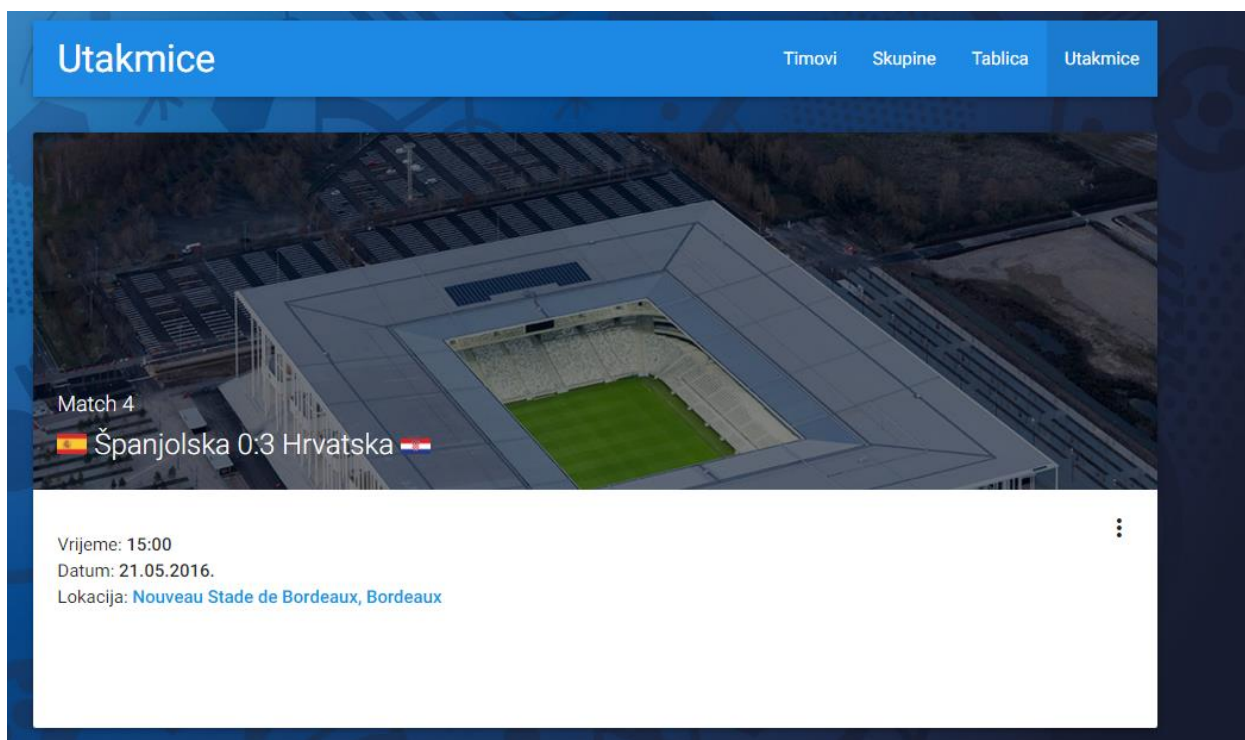 Utakmice
Timovi Skupine Tablica Utakmice
Match 4
Španjolska 0:3 Hrvatska
Vrijeme: 15:00
Datum: 21.05.2016.
Lokacija: Nouveau Stade de Bordeaux, Bordeaux